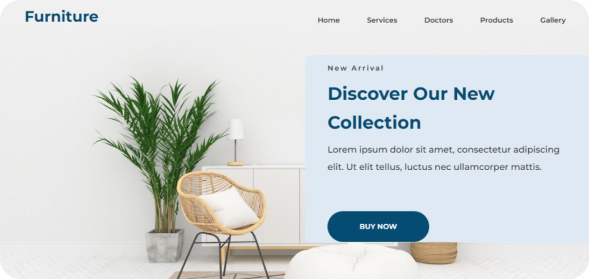 Furniture
Home Services Doctors Products Gallery
New Arrival
Discover Our New
Collection
Lorem ipsum dolor sit amet, consectetur adipiscing
elit. Ut elit tellus, luctus nec ullamcorper mattis.
BUY NOW